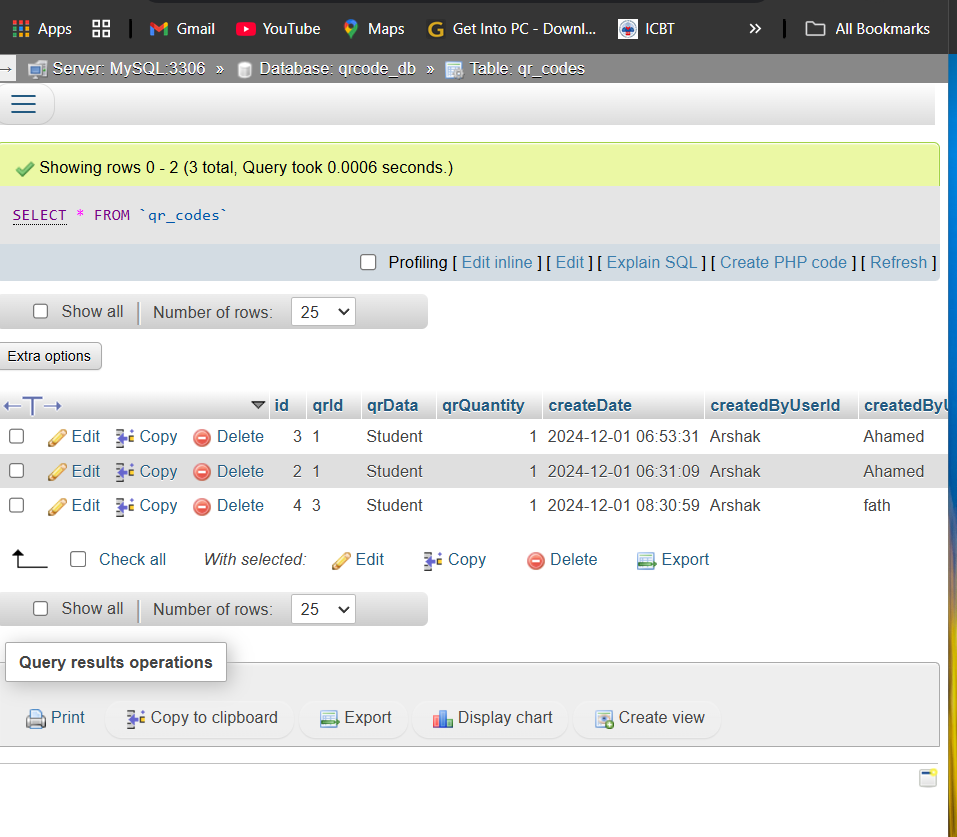 Apps Gmail YouTube Maps Get Into PC - Downl... ICBT » All Bookmarks
Server: MySQL:3306 » Database: qrcode_db » Table: qr_codes
Showing rows 0 - 2 (3 total, Query took 0.0006 seconds.)
SELECT * FROM `qr_codes`
Profiling [ Edit inline ] [ Edit ] [ Explain SQL ] [ Create PHP code ] [ Refresh ]
Show all Number of rows: 25
Extra options
←T→ id qrId qrData qrQuantity createDate createdByUserId createdByU
Edit Copy Delete 3 1 Student 1 2024-12-01 06:53:31 Arshak Ahamed
Edit Copy Delete 2 1 Student 1 2024-12-01 06:31:09 Arshak Ahamed
Edit Copy Delete 4 3 Student 1 2024-12-01 08:30:59 Arshak fath
Check all With selected: Edit Copy Delete Export
Show all Number of rows: 25
Query results operations
Print Copy to clipboard Export Display chart Create view